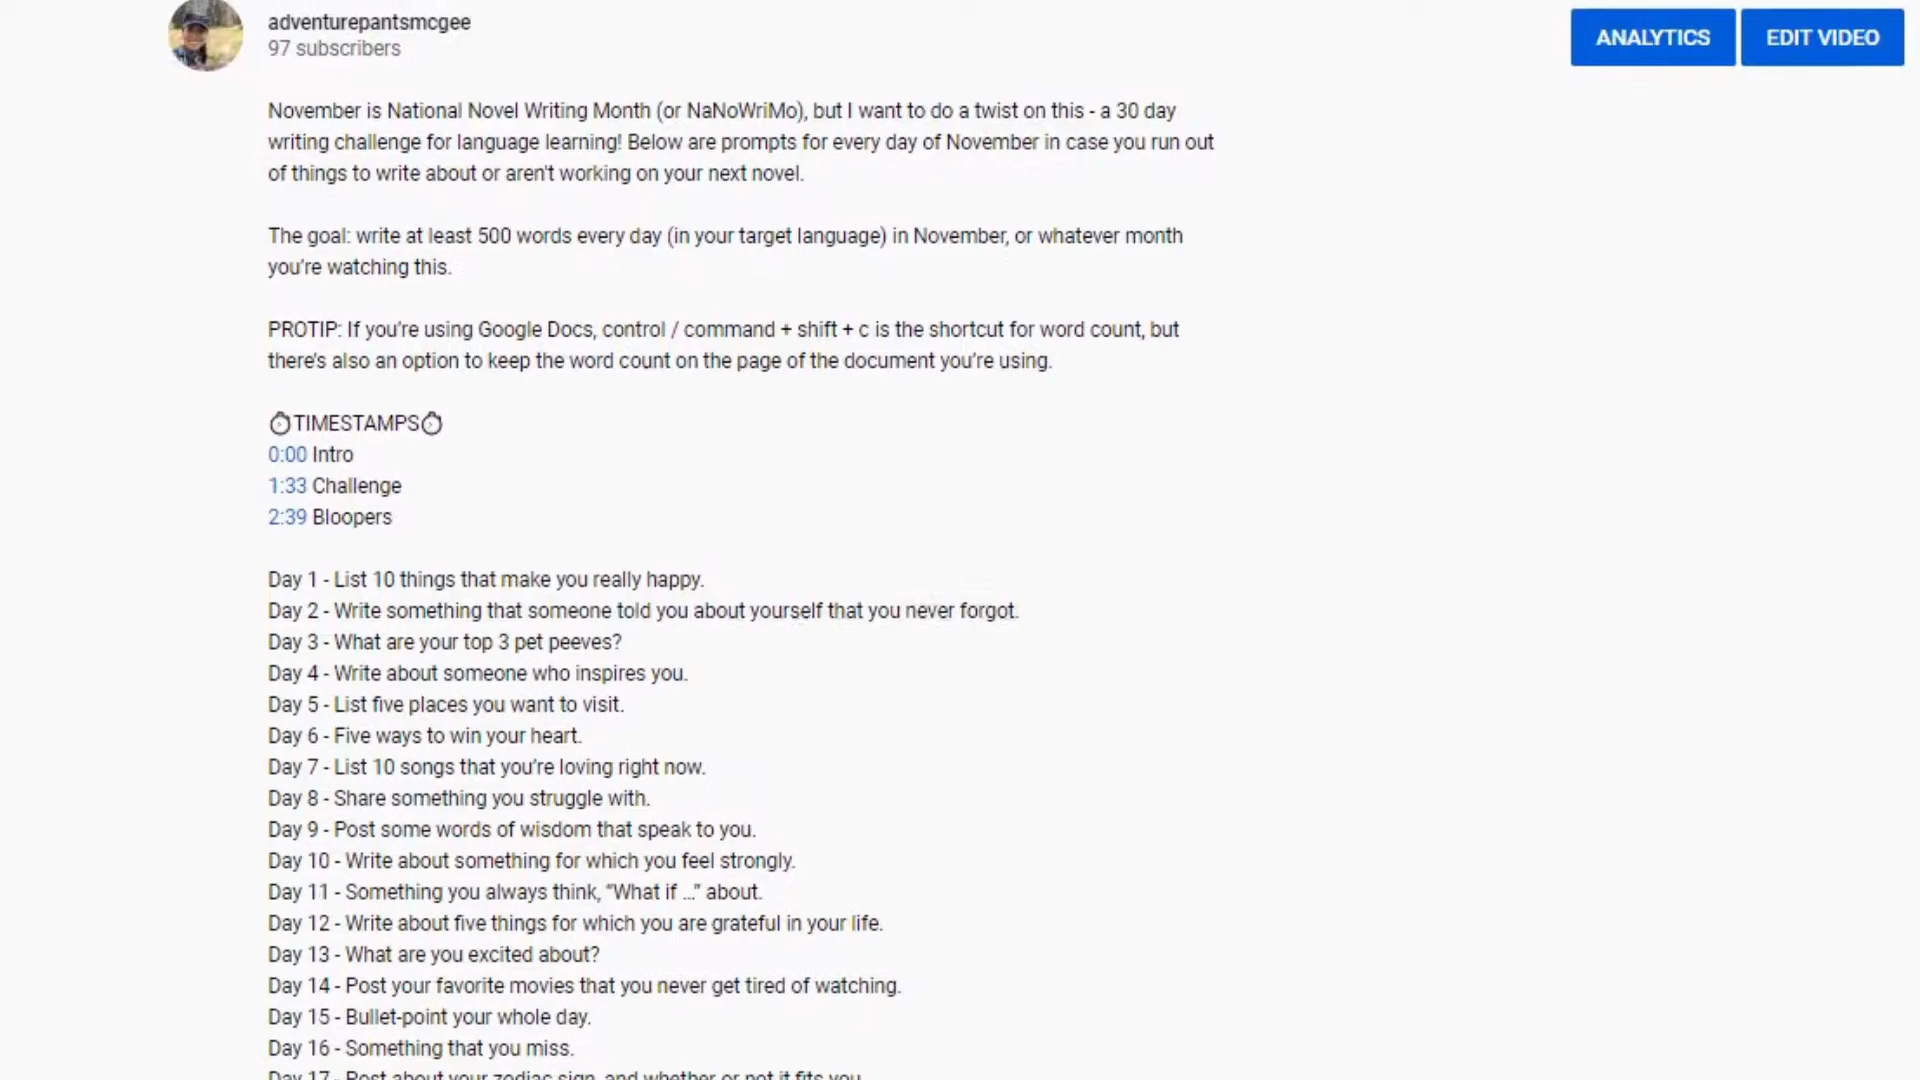 adventurepantsmcgee
97 subscribers
ANALYTICS
EDIT VIDEO
November is National Novel Writing Month (or NaNoWriMo), but I want to do a twist on this - a 30 day
writing challenge for language learning! Below are prompts for every day of November in case you run out
of things to write about or aren't working on your next novel.
The goal: write at least 500 words every day (in your target language) in November, or whatever month
you're watching this.
PROTIP: If you're using Google Docs, control / command + shift + c is the shortcut for word count, but
there's also an option to keep the word count on the page of the document you're using.
⏱TIMESTAMPS⏱
0:00 Intro
1:33 Challenge
2:39 Bloopers
Day 1 - List 10 things that make you really happy.
Day 2 - Write something that someone told you about yourself that you never forgot.
Day 3 - What are your top 3 pet peeves?
Day 4 - Write about someone who inspires you.
Day 5 - List five places you want to visit.
Day 6 - Five ways to win your heart.
Day 7 - List 10 songs that you're loving right now.
Day 8 - Share something you struggle with.
Day 9 - Post some words of wisdom that speak to you.
Day 10 - Write about something for which you feel strongly.
Day 11 - Something you always think, “What if ...” about.
Day 12 - Write about five things for which you are grateful in your life.
Day 13 - What are you excited about?
Day 14 - Post your favorite movies that you never get tired of watching.
Day 15 - Bullet-point your whole day.
Day 16 - Something that you miss.
Day 17 - Post about your zodiac sign, and whether or not it fits you.